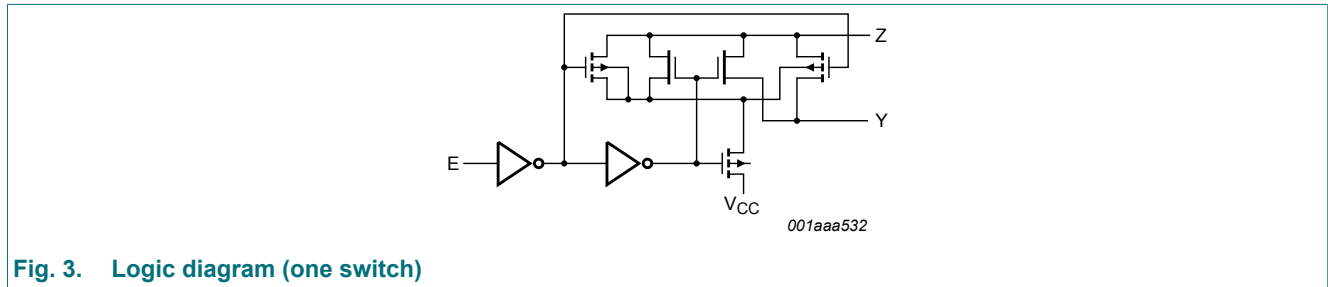 Z
Y
E
VCC
001aaa532
Fig. 3. Logic diagram (one switch)